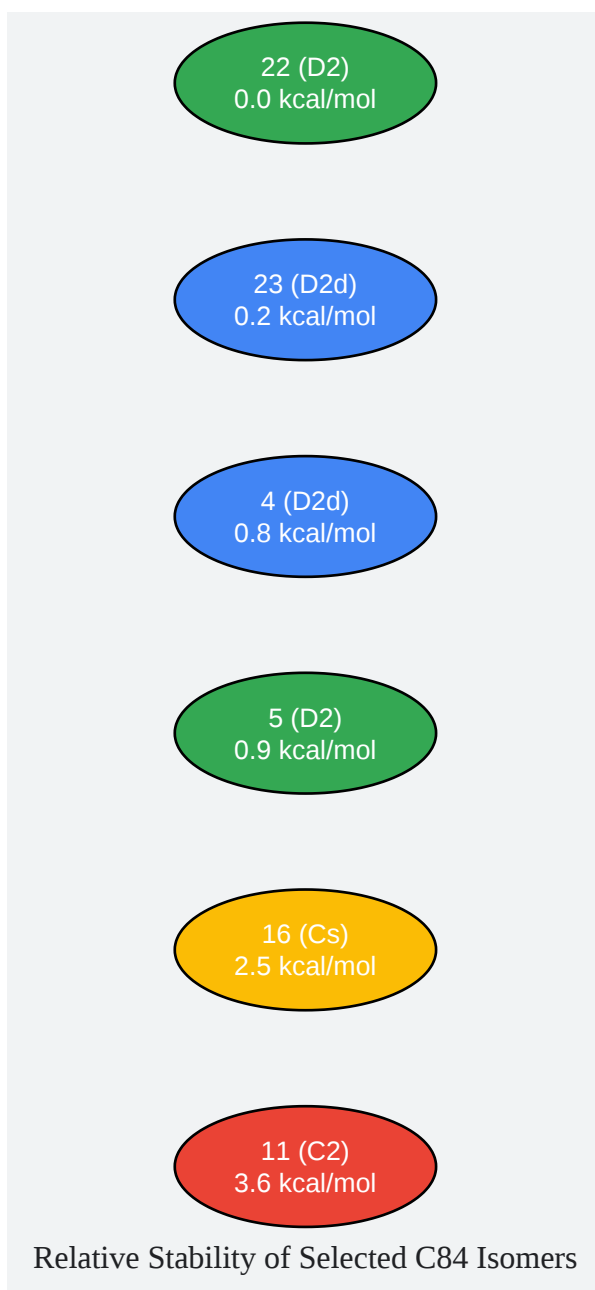 22 (D2)
0.0 kcal/mol
23 (D2d)
0.2 kcal/mol
4 (D2d)
0.8 kcal/mol
5 (D2)
0.9 kcal/mol
16 (Cs)
2.5 kcal/mol
11 (C2)
3.6 kcal/mol
Relative Stability of Selected C84 Isomers